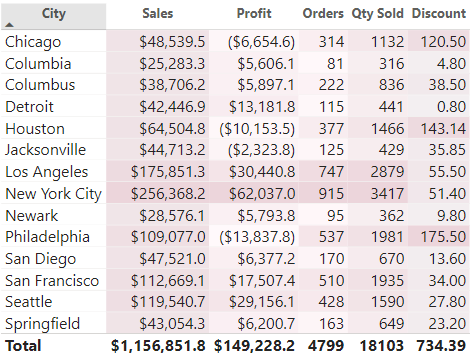 City Sales Profit Orders Qty Sold Discount
Chicago $48,539.5 ($6,654.6) 314 1132 120.50
Columbia $25,283.3 $5,606.1 81 316 4.80
Columbus $38,706.2 $5,897.1 222 836 38.50
Detroit $42,446.9 $13,181.8 115 441 0.80
Houston $64,504.8 ($10,153.5) 377 1466 143.14
Jacksonville $44,713.2 ($2,323.8) 125 429 35.85
Los Angeles $175,851.3 $30,440.8 747 2879 55.50
New York City $256,368.2 $62,037.0 915 3417 51.40
Newark $28,576.1 $5,793.8 95 362 9.80
Philadelphia $109,077.0 ($13,837.8) 537 1981 175.50
San Diego $47,521.0 $6,377.2 170 670 13.60
San Francisco $112,669.1 $17,507.4 510 1935 34.00
Seattle $119,540.7 $29,156.1 428 1590 27.80
Springfield $43,054.3 $6,200.7 163 649 23.20
Total $1,156,851.8 $149,228.2 4799 18103 734.39